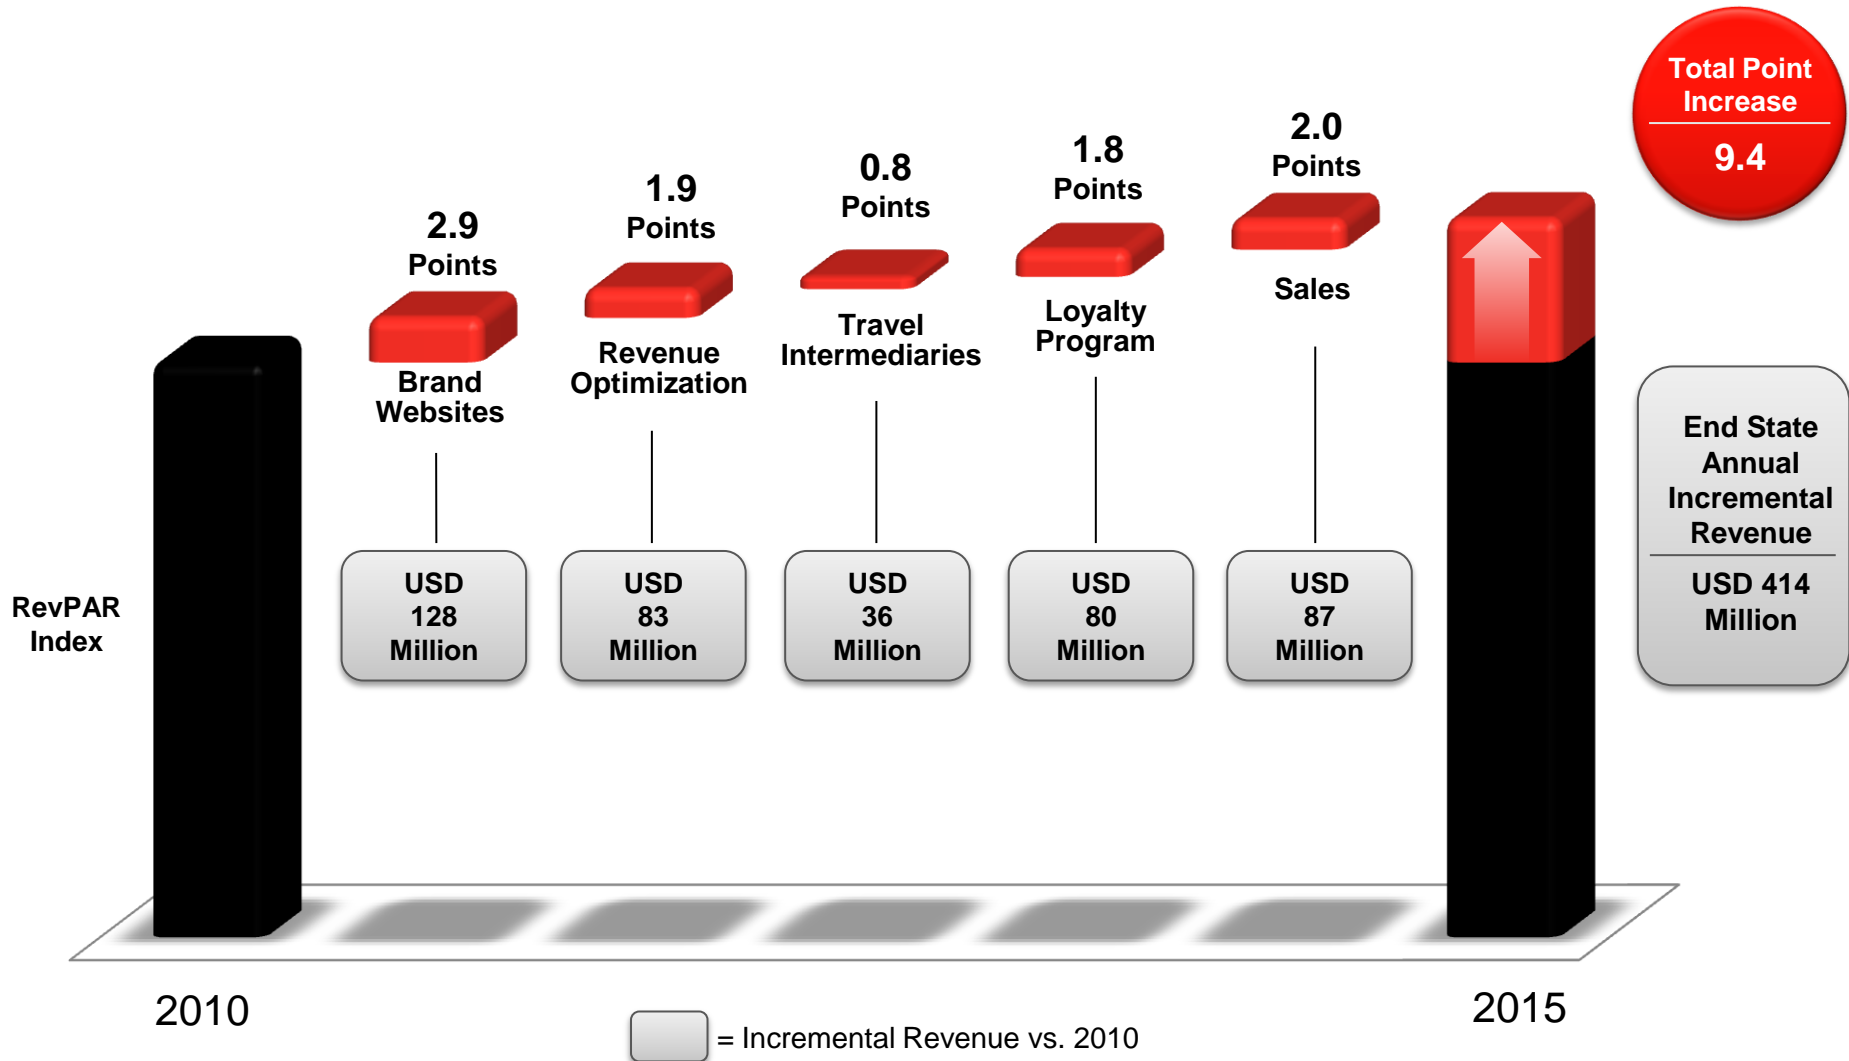 Total Point
Increase
9.4
2.9
Points
1.9
Points
0.8
Points
1.8
Points
2.0
Points
Brand
Websites
Revenue
Optimization
Travel
Intermediaries
Loyalty
Program
Sales
End State
Annual
Incremental
Revenue
USD 414
Million
RevPAR
Index
USD
128
Million
USD
83
Million
USD
36
Million
USD
80
Million
USD
87
Million
2010
2015
= Incremental Revenue vs. 2010